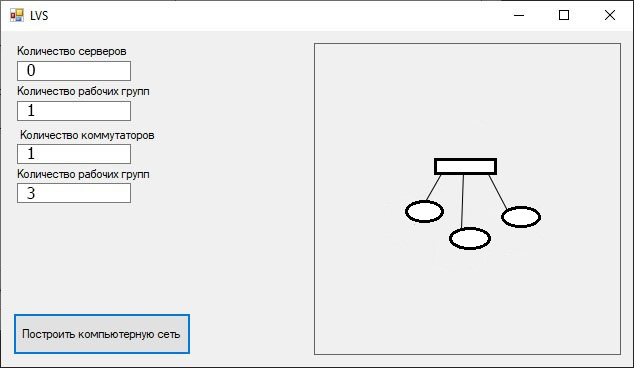 LVS
Количество серверов
0
Количество рабочих групп
1
Количество коммутаторов
1
Количество рабочих групп
3
Построить компьютерную сеть